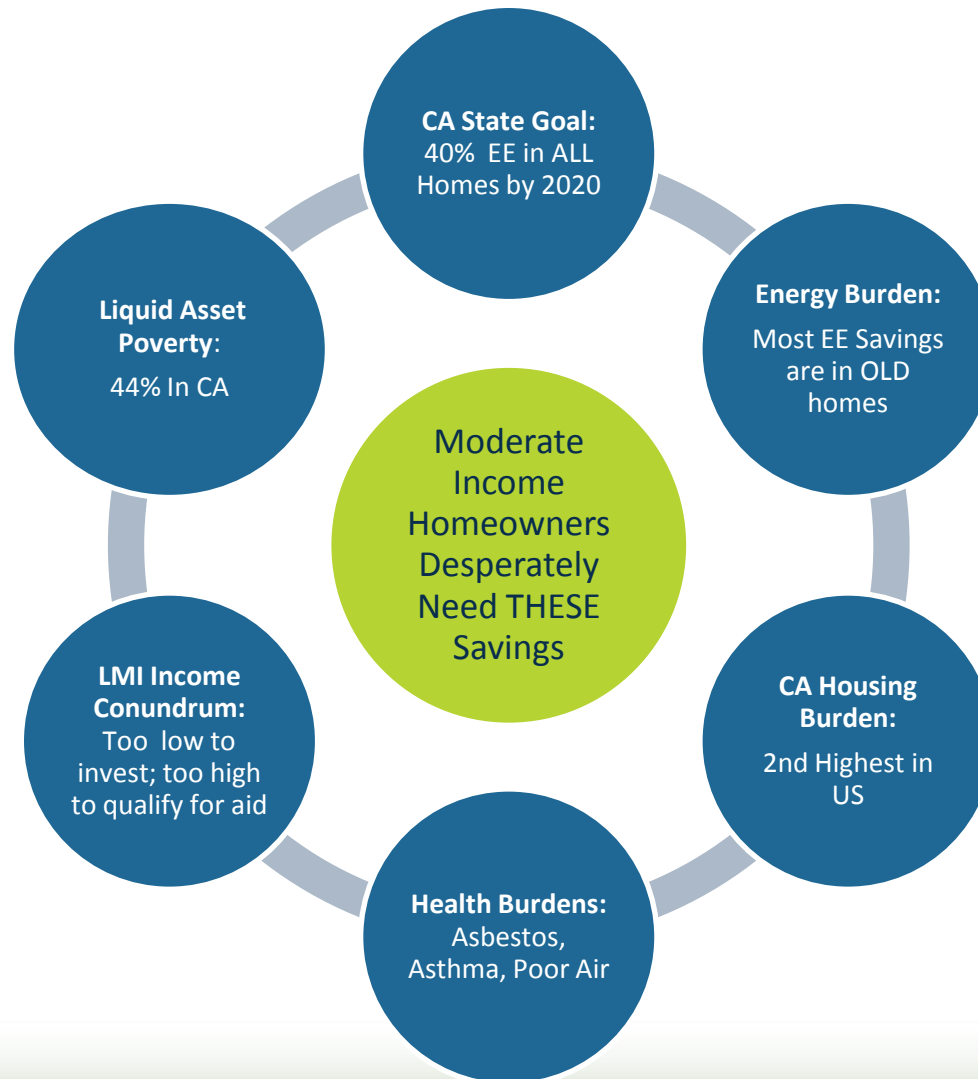 CA State Goal:
40% EE in ALL
Homes by 2020
Energy Burden:
Most EE Savings
are in OLD
homes
CA Housing
Burden:
2nd Highest in
US
Health Burdens:
Asbestos,
Asthma, Poor Air
LMI Income
Conundrum:
Too low to
invest; too high
to qualify for aid
Liquid Asset
Poverty:
44% In CA
Moderate
Income
Homeowners
Desperately
Need THESE
Savings